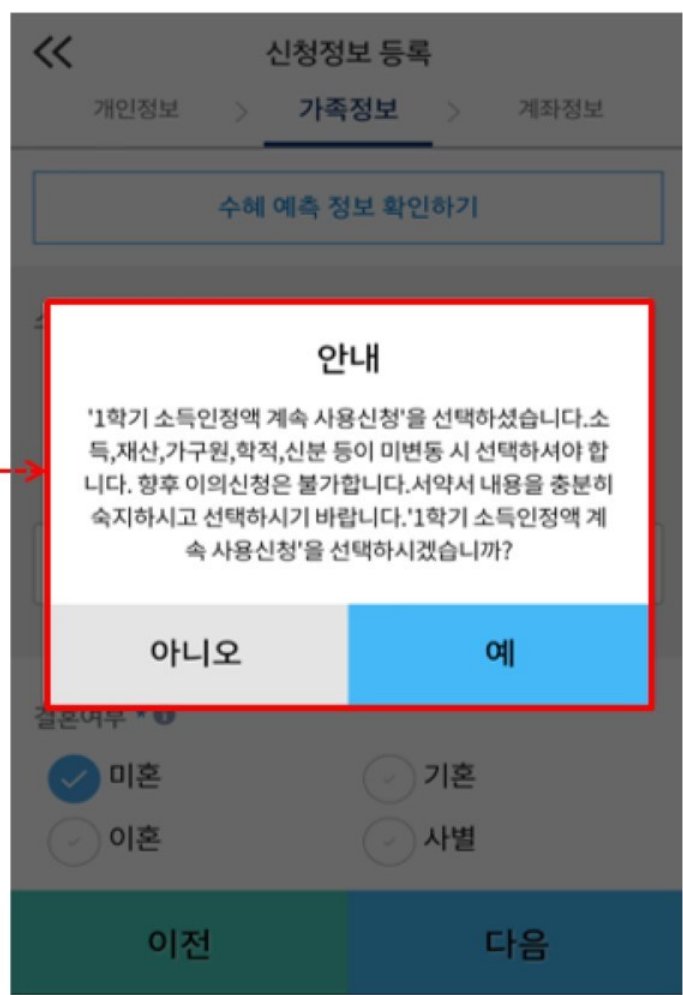 신청정보 등록
개인정보 > 가족정보 > 계좌정보
수혜 예측 정보 확인하기
안내
'1학기 소득인정액 계속 사용신청'을 선택하셨습니다.소
득,재산,가구원,학적,신분 등이 미변동 시 선택하셔야 합
니다. 향후 이의신청은 불가합니다.서약서 내용을 충분히
숙지하시고 선택하시기 바랍니다.'1학기 소득인정액 계
속 사용신청'을 선택하시겠습니까?
아니오 예
결혼여부 *
미혼 기혼
이혼 사별
이전 다음